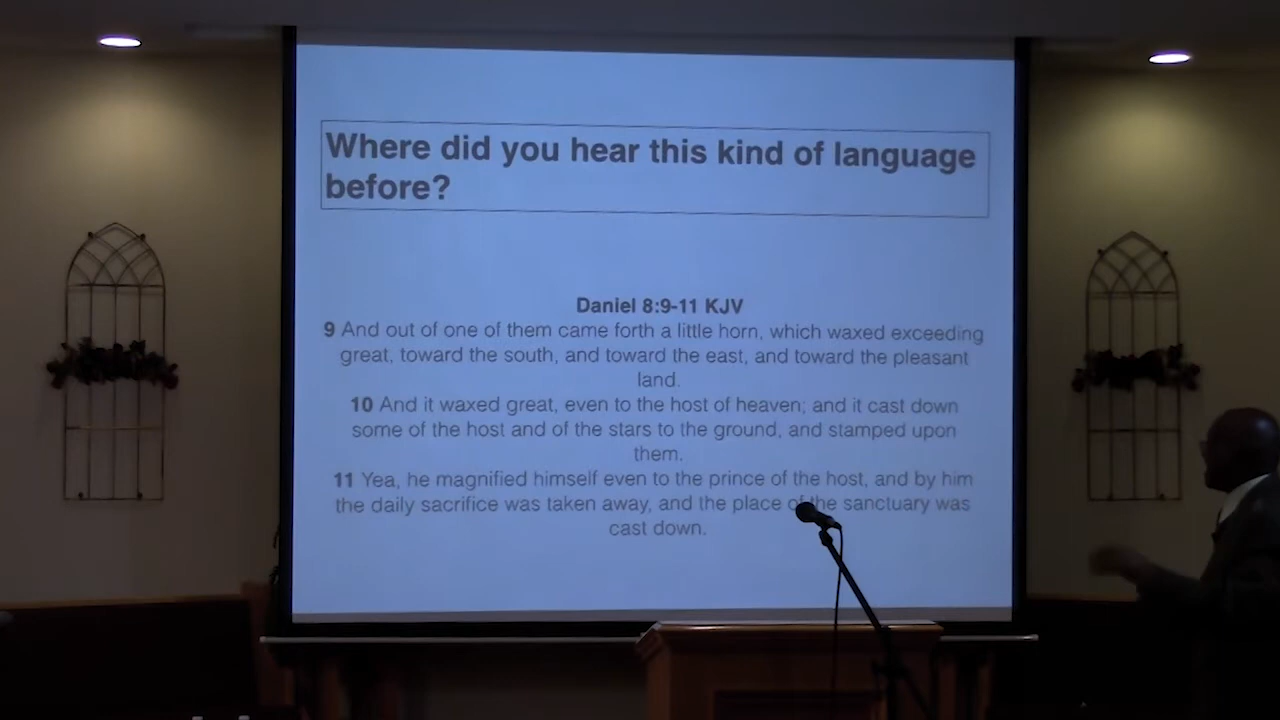 Where did you hear this kind of language
before?
Daniel 8:9-11 KJV
9 And out of one of them came forth a little horn, which waxed exceeding
great, toward the south, and toward the east, and toward the pleasant
land.
10 And it waxed great, even to the host of heaven; and it cast down
some of the host and of the stars to the ground, and stamped upon
them.
11 Yea, he magnified himself even to the prince of the host, and by him
the daily sacrifice was taken away, and the place of the sanctuary was
cast down.